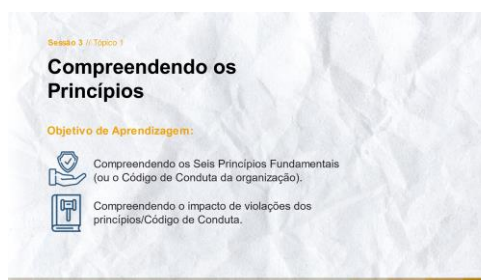 Sessão 3 // Tópico 1
Compreendendo os
Princípios
Objetivo de Aprendizagem:
Compreendendo os Seis Princípios Fundamentais
(ou o Código de Conduta da organização).
Compreendendo o impacto de violações dos
princípios/Código de Conduta.